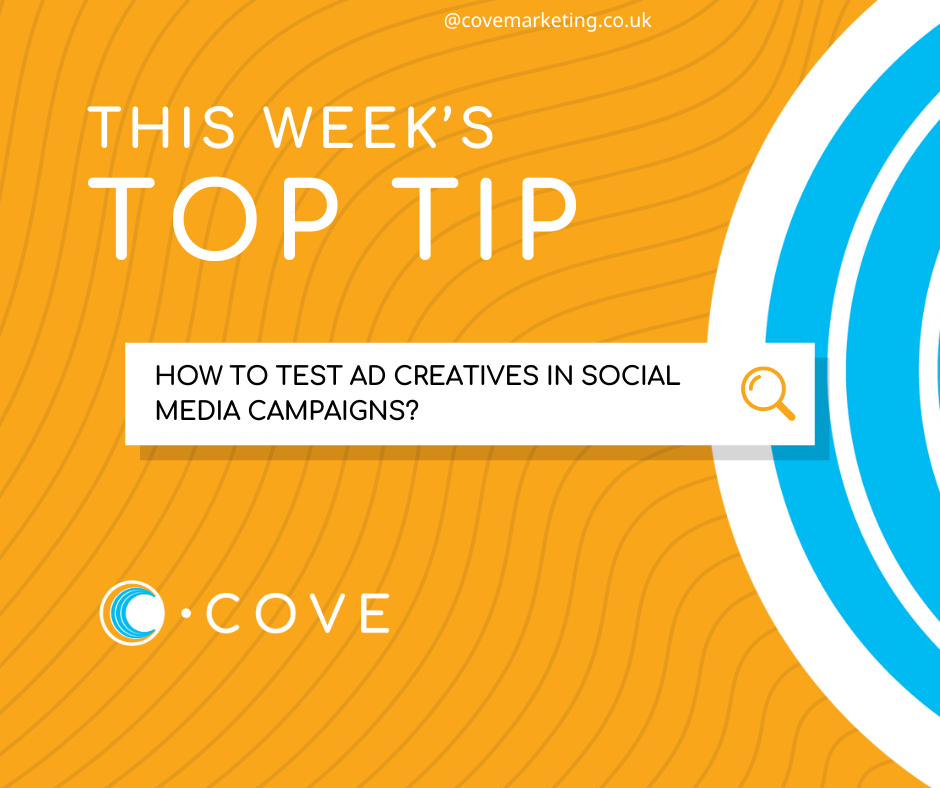 @covemarketing.co.uk
THIS WEEK'S
TOP TIP
HOW TO TEST AD CREATIVES IN SOCIAL
MEDIA CAMPAIGNS?
• COVE